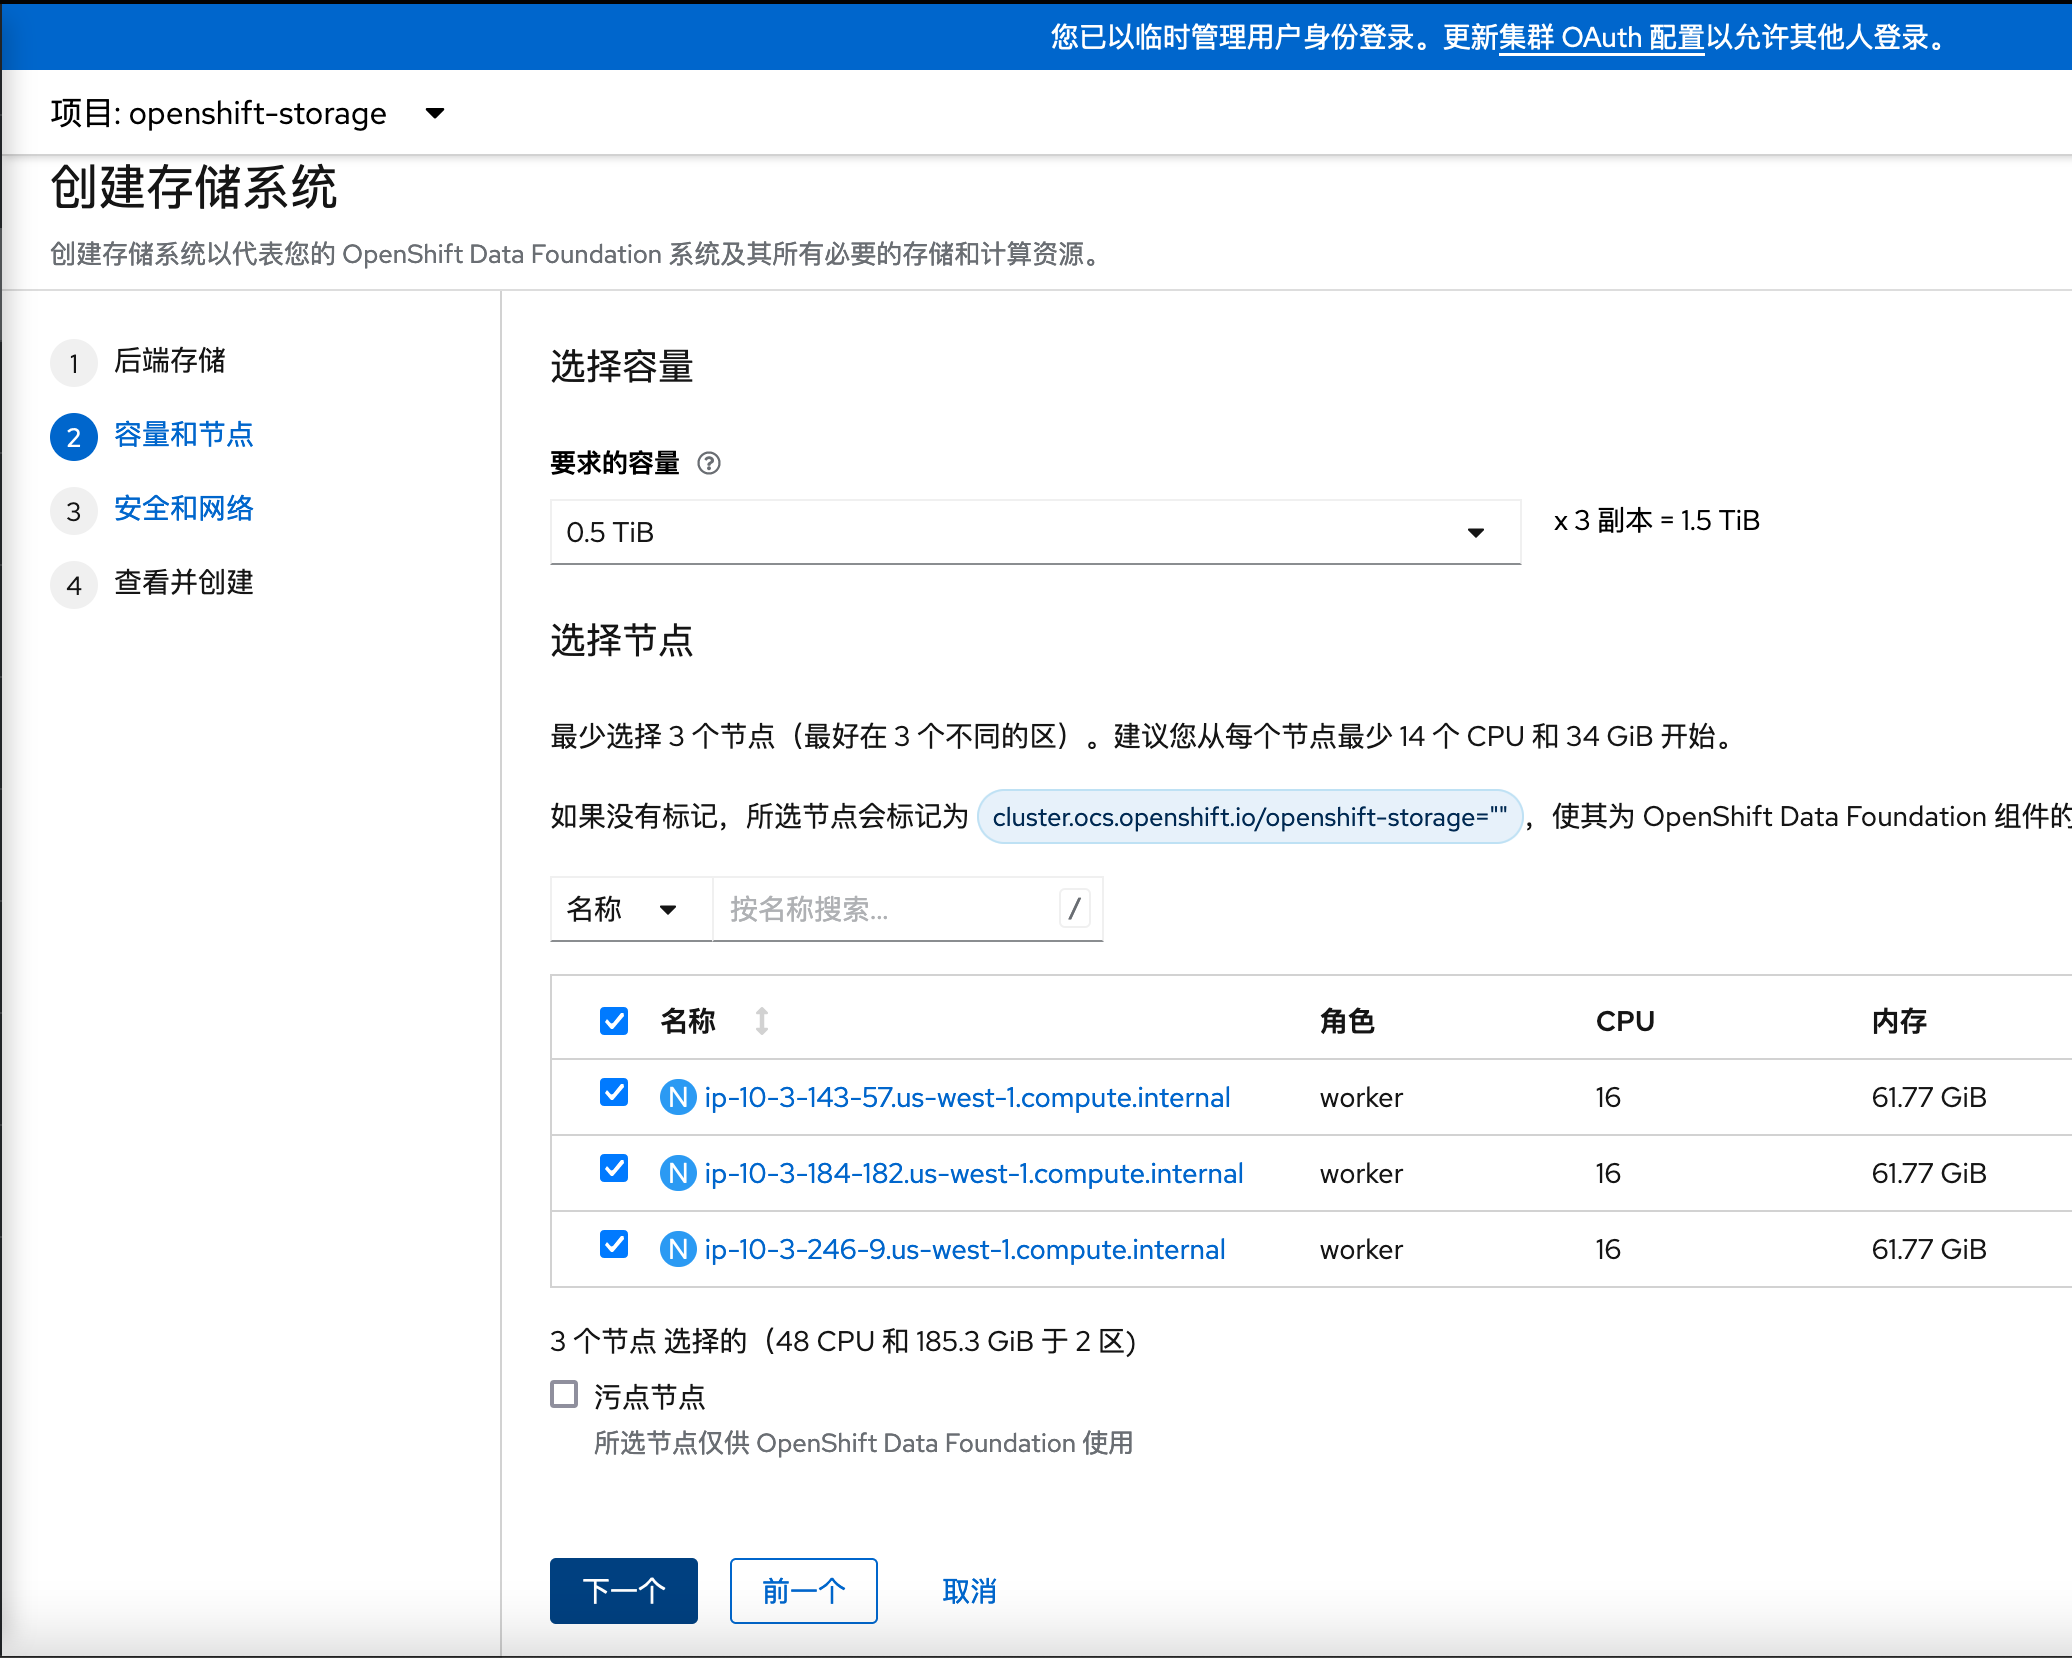 您已以临时管理用户身份登录。更新集群 OAuth 配置以允许其他人登录。
项目: openshift-storage
创建存储系统
创建存储系统以代表您的 OpenShift Data Foundation 系统及其所有必要的存储和计算资源。
1 后端存储
2 容量和节点
3 安全和网络
4 查看并创建
选择容量
要求的容量
0.5 TiB
x 3 副本 = 1.5 TiB
选择节点
最少选择 3 个节点（最好在 3 个不同的区）。建议您从每个节点最少 14 个 CPU 和 34 GiB 开始。
如果没有标记，所选节点会标记为 cluster.ocs.openshift.io/openshift-storage="" ，使其为 OpenShift Data Foundation 组件的
名称 按名称搜索... /
名称 角色 CPU 内存
N ip-10-3-143-57.us-west-1.compute.internal worker 16 61.77 GiB
N ip-10-3-184-182.us-west-1.compute.internal worker 16 61.77 GiB
N ip-10-3-246-9.us-west-1.compute.internal worker 16 61.77 GiB
3 个节点 选择的（48 CPU 和 185.3 GiB 于 2 区)
污点节点
所选节点仅供 OpenShift Data Foundation 使用
下一个 前一个 取消